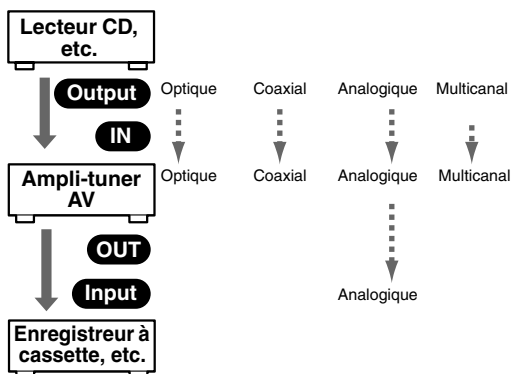 Lecteur CD,
etc.
Output
Optique Coaxial Analogique Multicanal
IN
Ampli-tuner
AV
Optique Coaxial Analogique Multicanal
OUT
Input
Analogique
Enregistreur à
cassette, etc.